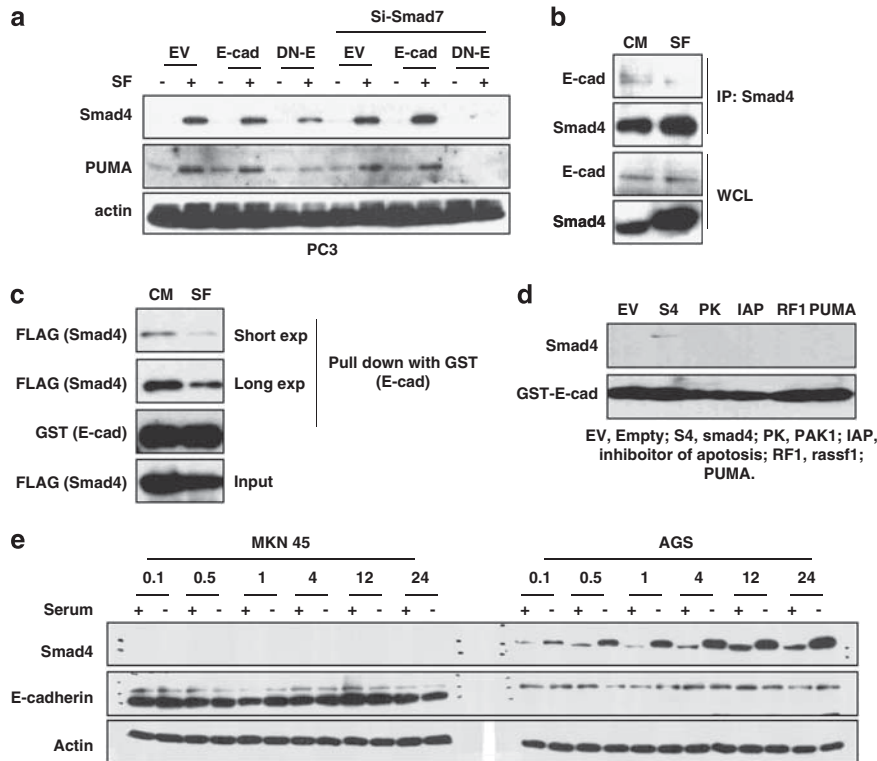 a
Si-Smad7
EV E-cad DN-E EV E-cad DN-E
SF - + - + - + - + - + - +
Smad4
PUMA
actin
PC3
b
CM SF
E-cad
Smad4
IP: Smad4
E-cad
Smad4
WCL
c
CM SF
FLAG (Smad4) Short exp
FLAG (Smad4) Long exp
Pull down with GST
(E-cad)
GST (E-cad)
FLAG (Smad4) Input
d
EV S4 PK IAP RF1 PUMA
Smad4
GST-E-cad
EV, Empty; S4, smad4; PK, PAK1; IAP,
inhiboitor of apotosis; RF1, rassf1;
PUMA.
e
MKN 45 AGS
0.1 0.5 1 4 12 24 0.1 0.5 1 4 12 24
Serum + - + - + - + - + - + - + - + - + - + - + - + -
Smad4
E-cadherin
Actin